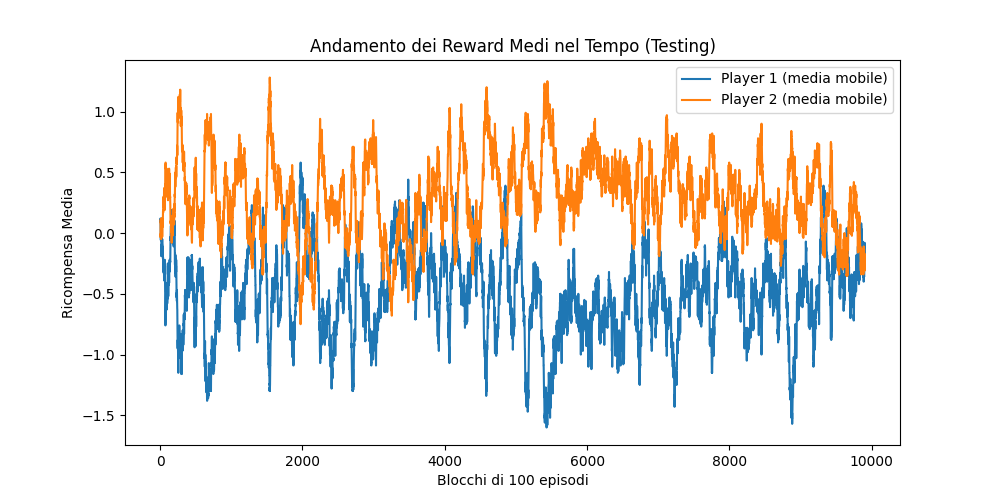 Andamento dei Reward Medi nel Tempo (Testing)
Player 1 (media mobile)
Player 2 (media mobile)
Ricompensa Media
1.0
0.5
0.0
−0.5
−1.0
−1.5
0 2000 4000 6000 8000 10000
Blocchi di 100 episodi